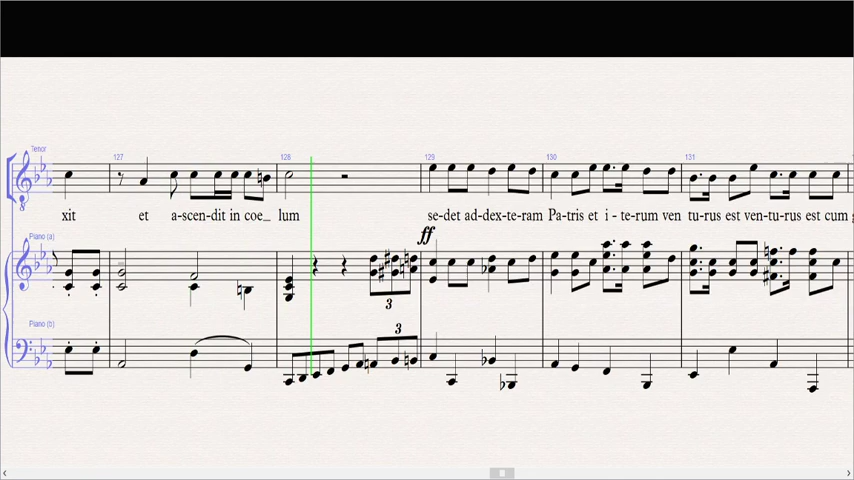 Tenor
127 128 129 130 131
8
xit et a-scen-dit in coe_ lum se-det ad-dex-te-ram Pa-tris et i - te-rum ven tu-rus est ven-tu-rus est cum
ff
Piano (a)
3
Piano (b)
3